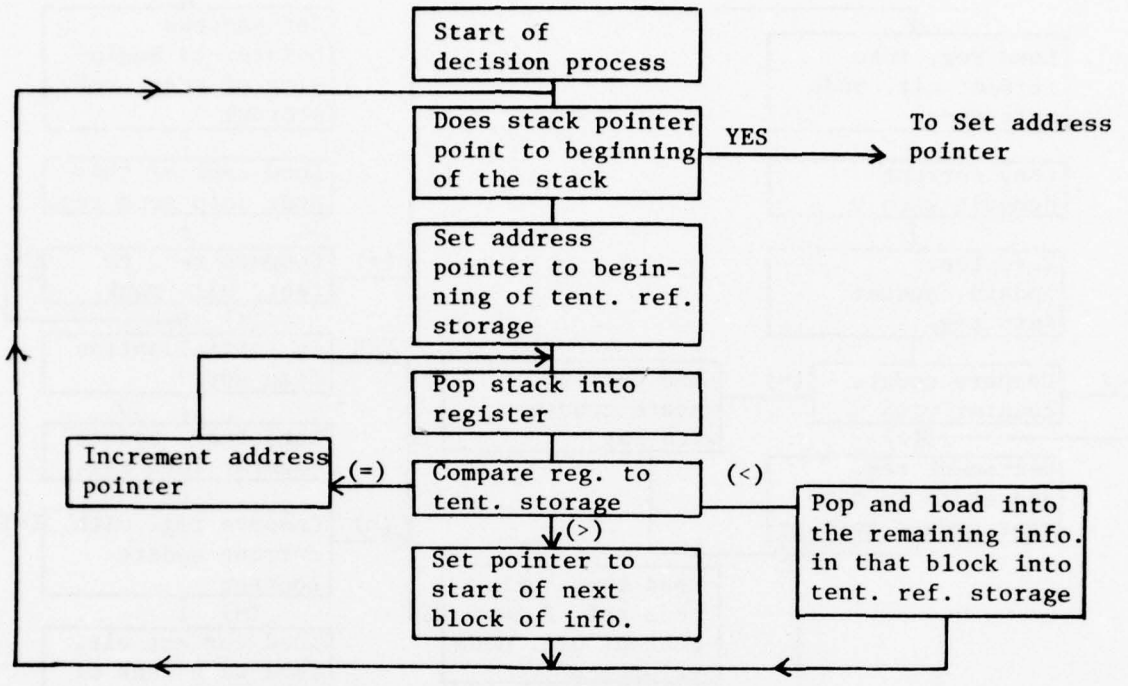 Start of
decision process
Does stack pointer
point to beginning
of the stack
YES
To Set address
pointer
Set address
pointer to begin-
ning of tent. ref.
storage
Pop stack into
register
Increment address
pointer
(=)
Compare reg. to
tent. storage
(<)
(>)
Pop and load into
the remaining info.
in that block into
tent. ref. storage
Set pointer to
start of next
block of info.